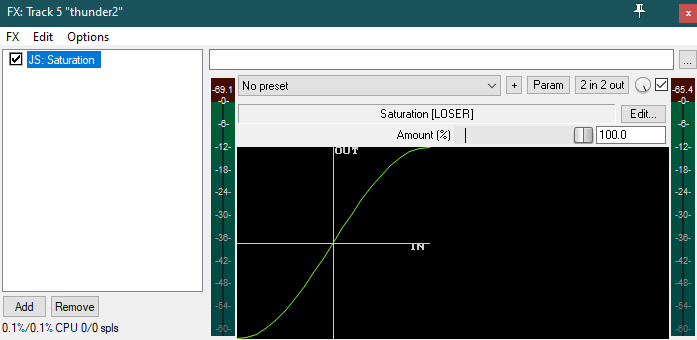 FX: Track 5 "thunder2"
FX Edit Options
JS: Saturation
...
No preset
+
Param
2 in 2 out
Saturation [LOSER]
Edit...
Amount (%)
100.0
-69.1
-0-
-6-
-12-
-18-
-24-
-30-
-36-
-42-
-48-
-54-
-60-
OUT
IN
-65.4
-0-
-6-
-12-
-18-
-24-
-30-
-36-
-42-
-48-
-54-
-60-
Add
Remove
0.1%/0.1% CPU 0/0 spls